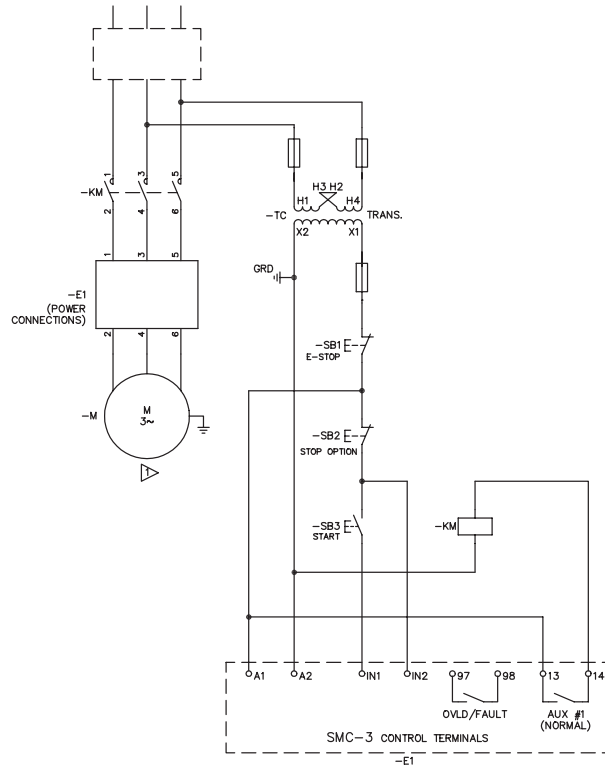 1
3
5
-KM
2
4
6
H3 H2
H1
H4
-TC
TRANS.
X2
X1
1
3
5
GRD
-E1
(POWER
CONNECTIONS)
2
4
6
-SB1
E-STOP
-M
M
3~
1
-SB2
STOP OPTION
-SB3
START
-KM
A1
A2
IN1
IN2
97
98
13
14
OVLD/FAULT
AUX #1
(NORMAL)
SMC-3 CONTROL TERMINALS
-E1